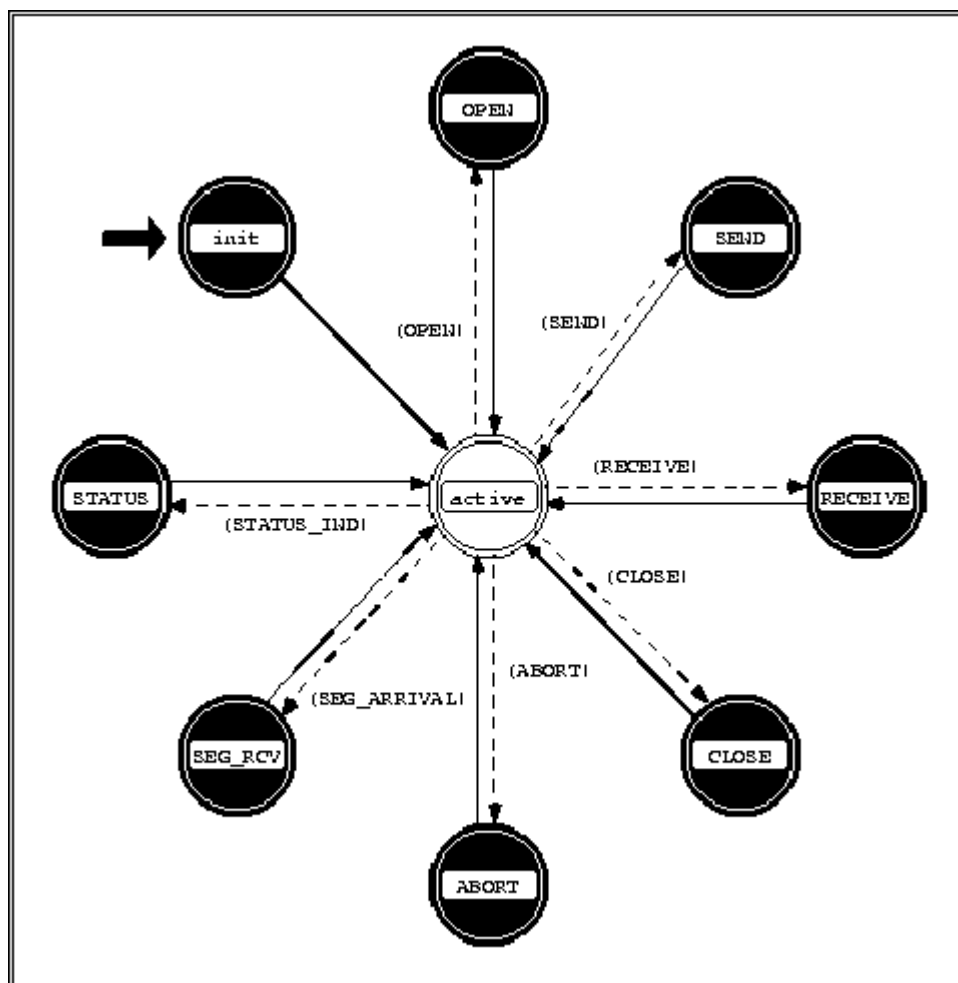 OPEN
init
SEND
(OPEN)
(SEND)
(RECEIVE)
STATUS
active
RECEIVE
(STATUS_IND)
(CLOSE)
(ABORT)
(SEG_ARRIVAL)
SEG_RCV
CLOSE
ABORT